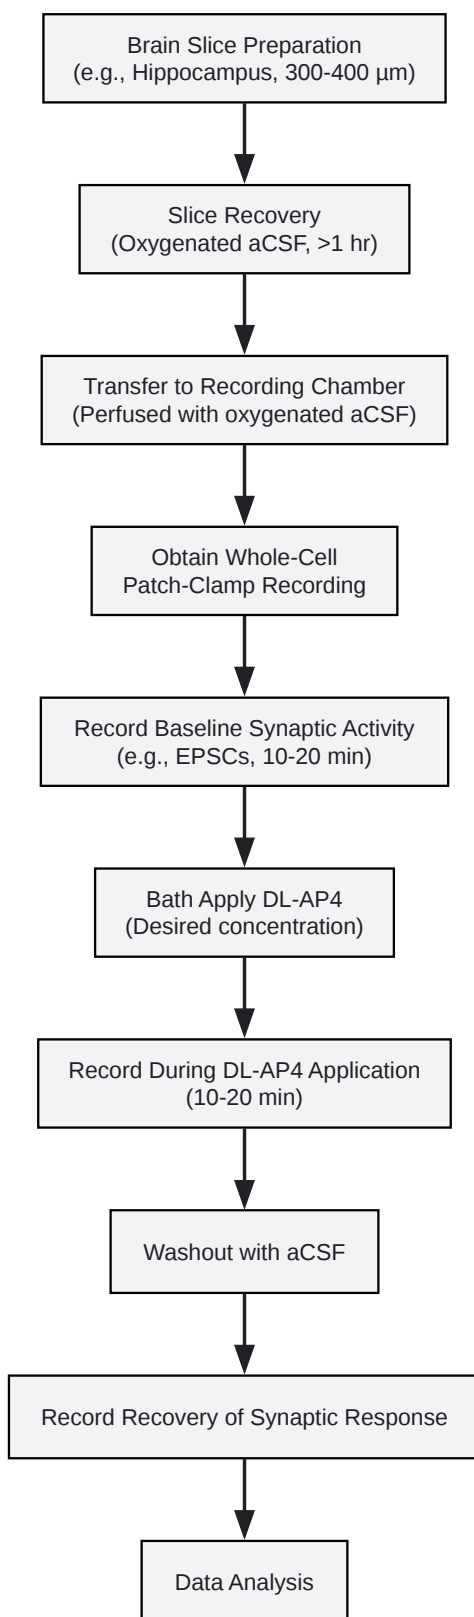 Brain Slice Preparation
(e.g., Hippocampus, 300-400 µm)
Slice Recovery
(Oxygenated aCSF, >1 hr)
Transfer to Recording Chamber
(Perfused with oxygenated aCSF)
Obtain Whole-Cell
Patch-Clamp Recording
Record Baseline Synaptic Activity
(e.g., EPSCs, 10-20 min)
Bath Apply DL-AP4
(Desired concentration)
Record During DL-AP4 Application
(10-20 min)
Washout with aCSF
Record Recovery of Synaptic Response
Data Analysis